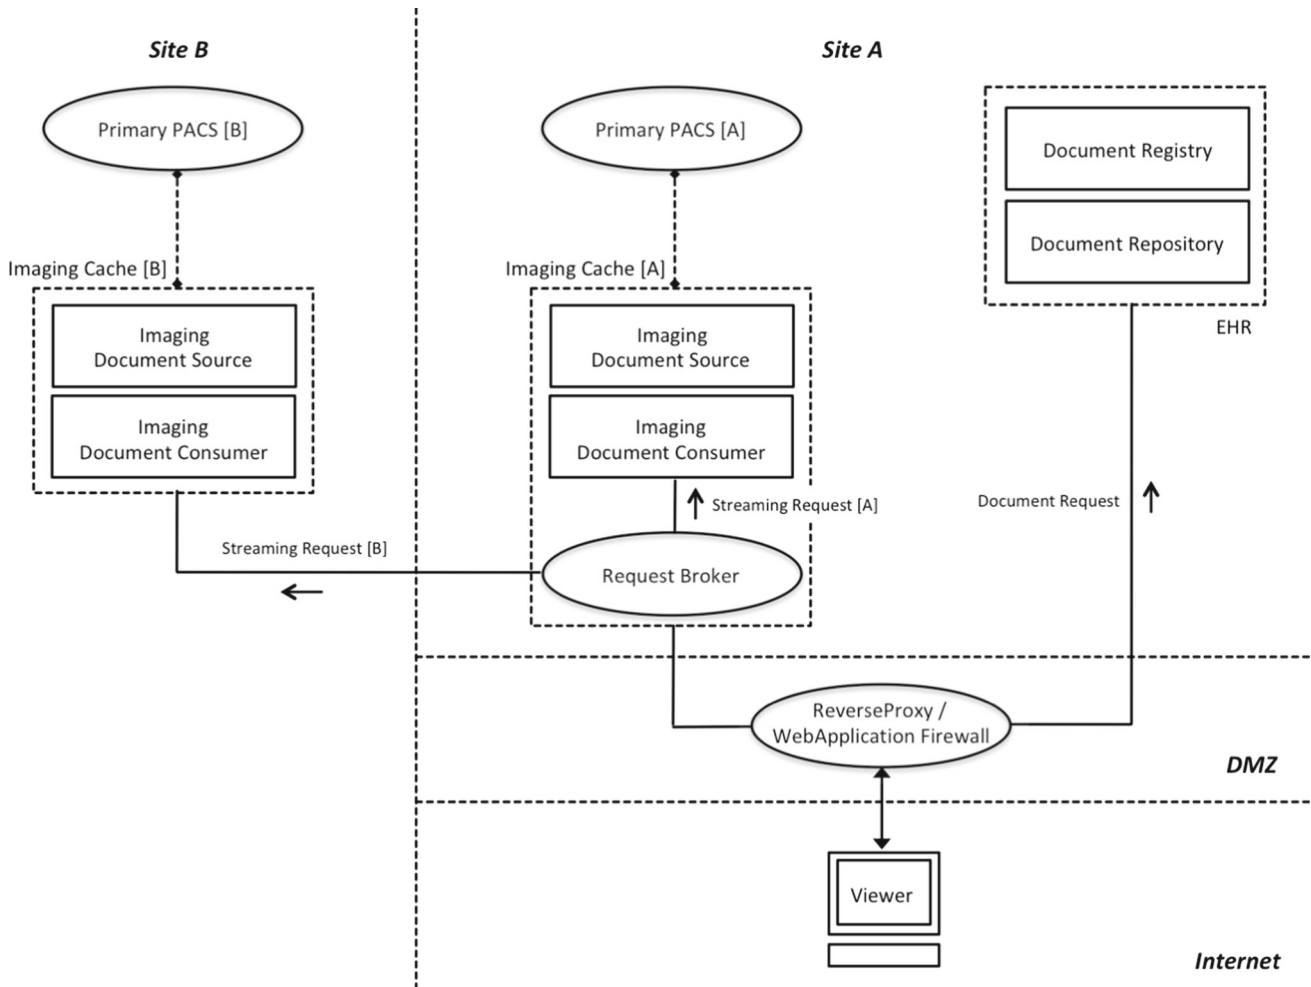 Site B
Site A
Primary PACS [B]
Primary PACS [A]
Document Registry
Document Repository
EHR
Imaging Cache [B]
Imaging Cache [A]
Imaging
Document Source
Imaging
Document Consumer
Imaging
Document Source
Imaging
Document Consumer
Streaming Request [A]
Document Request
Streaming Request [B]
Request Broker
ReverseProxy /
WebApplication Firewall
DMZ
Viewer
Internet